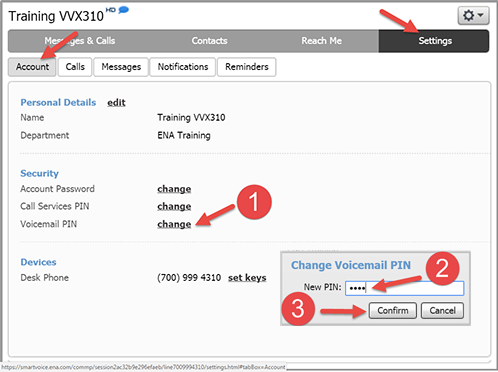 Training VVX310 HD
Messages & Calls Contacts Reach Me Settings
Account Calls Messages Notifications Reminders
Personal Details edit
Name Training VVX310
Department ENA Training
Security
Account Password change
Call Services PIN change
Voicemail PIN change
1
Devices
Desk Phone (700) 999 4310 set keys
Change Voicemail PIN
New PIN: ••••
2
3
Confirm Cancel
https://smartvoice.ena.com/commp/session2ac32b9e296efaeb/line7009994310/settings.html#tabBox=Account